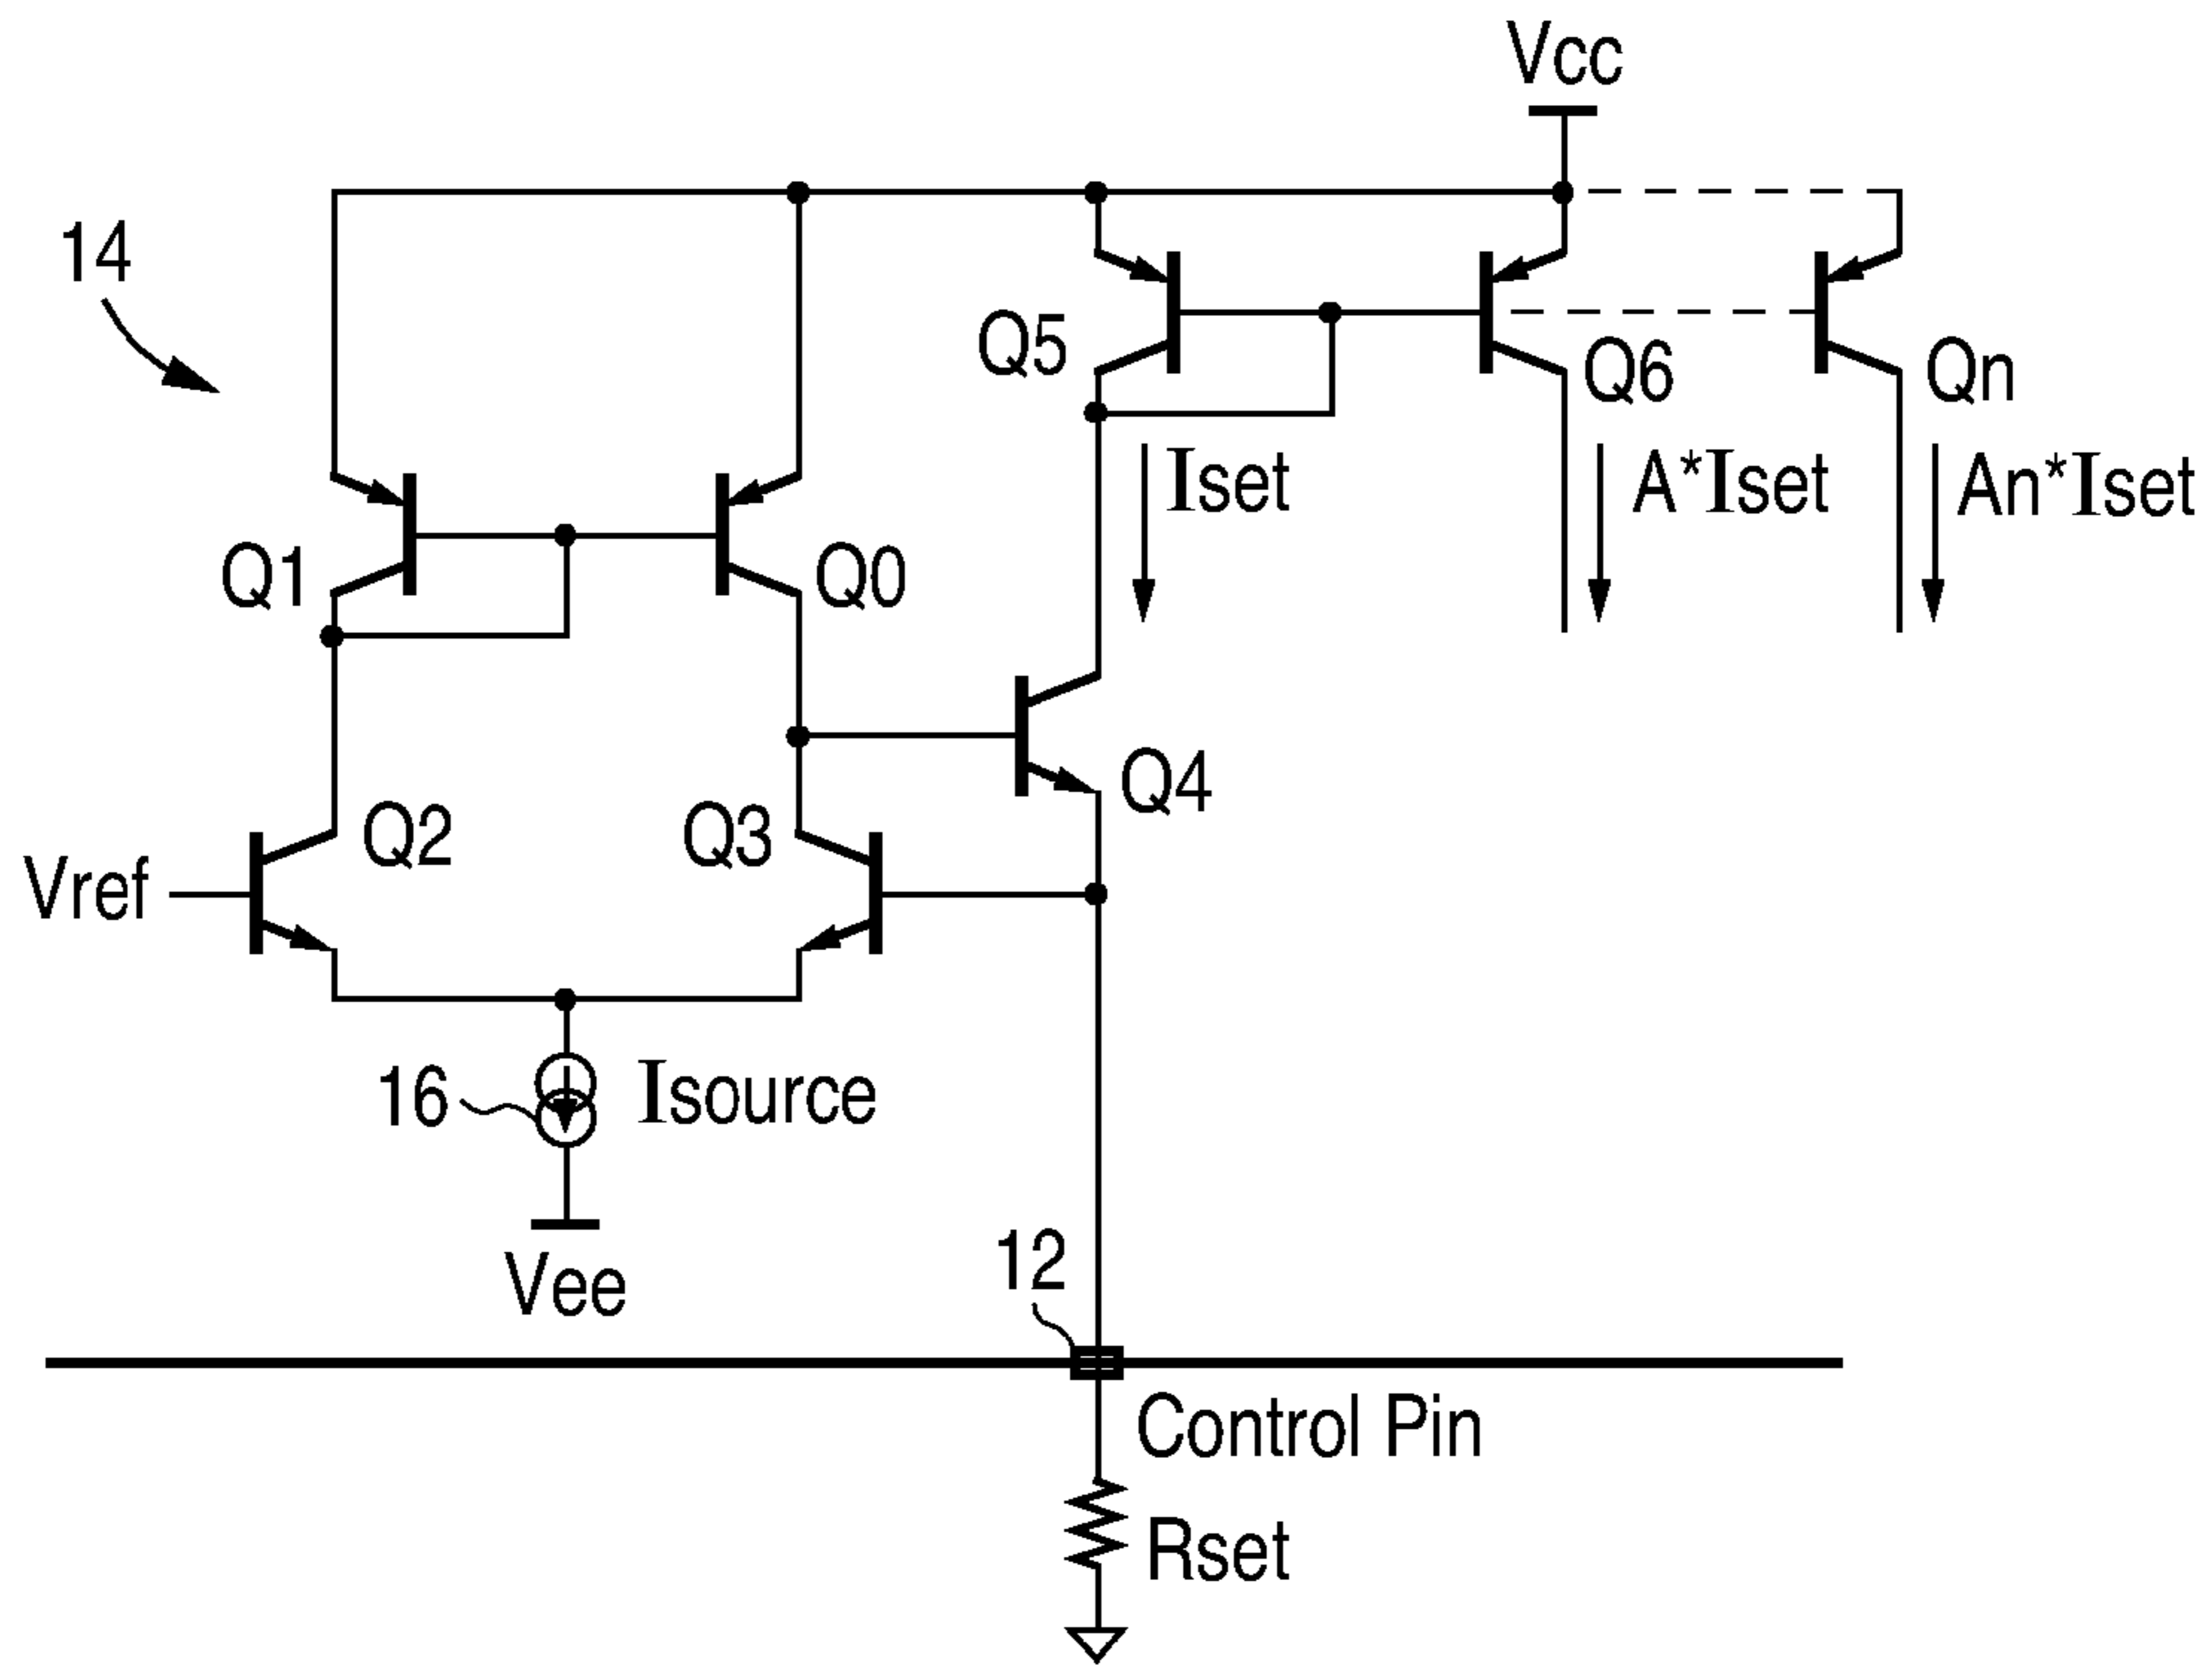 Vcc
14
Q5
Q6
Qn
Iset
A*Iset
An*Iset
Q1
Q0
Q4
Q2
Q3
Vref
16
Isource
Vee
12
Control Pin
Rset